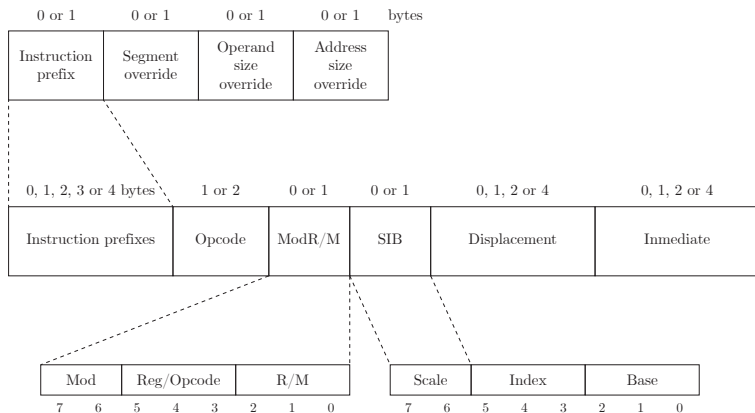 0 or 1 0 or 1 0 or 1 0 or 1 bytes
Instruction prefix
Segment override
Operand size override
Address size override
0, 1, 2, 3 or 4 bytes 1 or 2 0 or 1 0 or 1 0, 1, 2 or 4 0, 1, 2 or 4
Instruction prefixes Opcode ModR/M SIB Displacement Inmediate
Mod Reg/Opcode R/M Scale Index Base
7 6 5 4 3 2 1 0 7 6 5 4 3 2 1 0